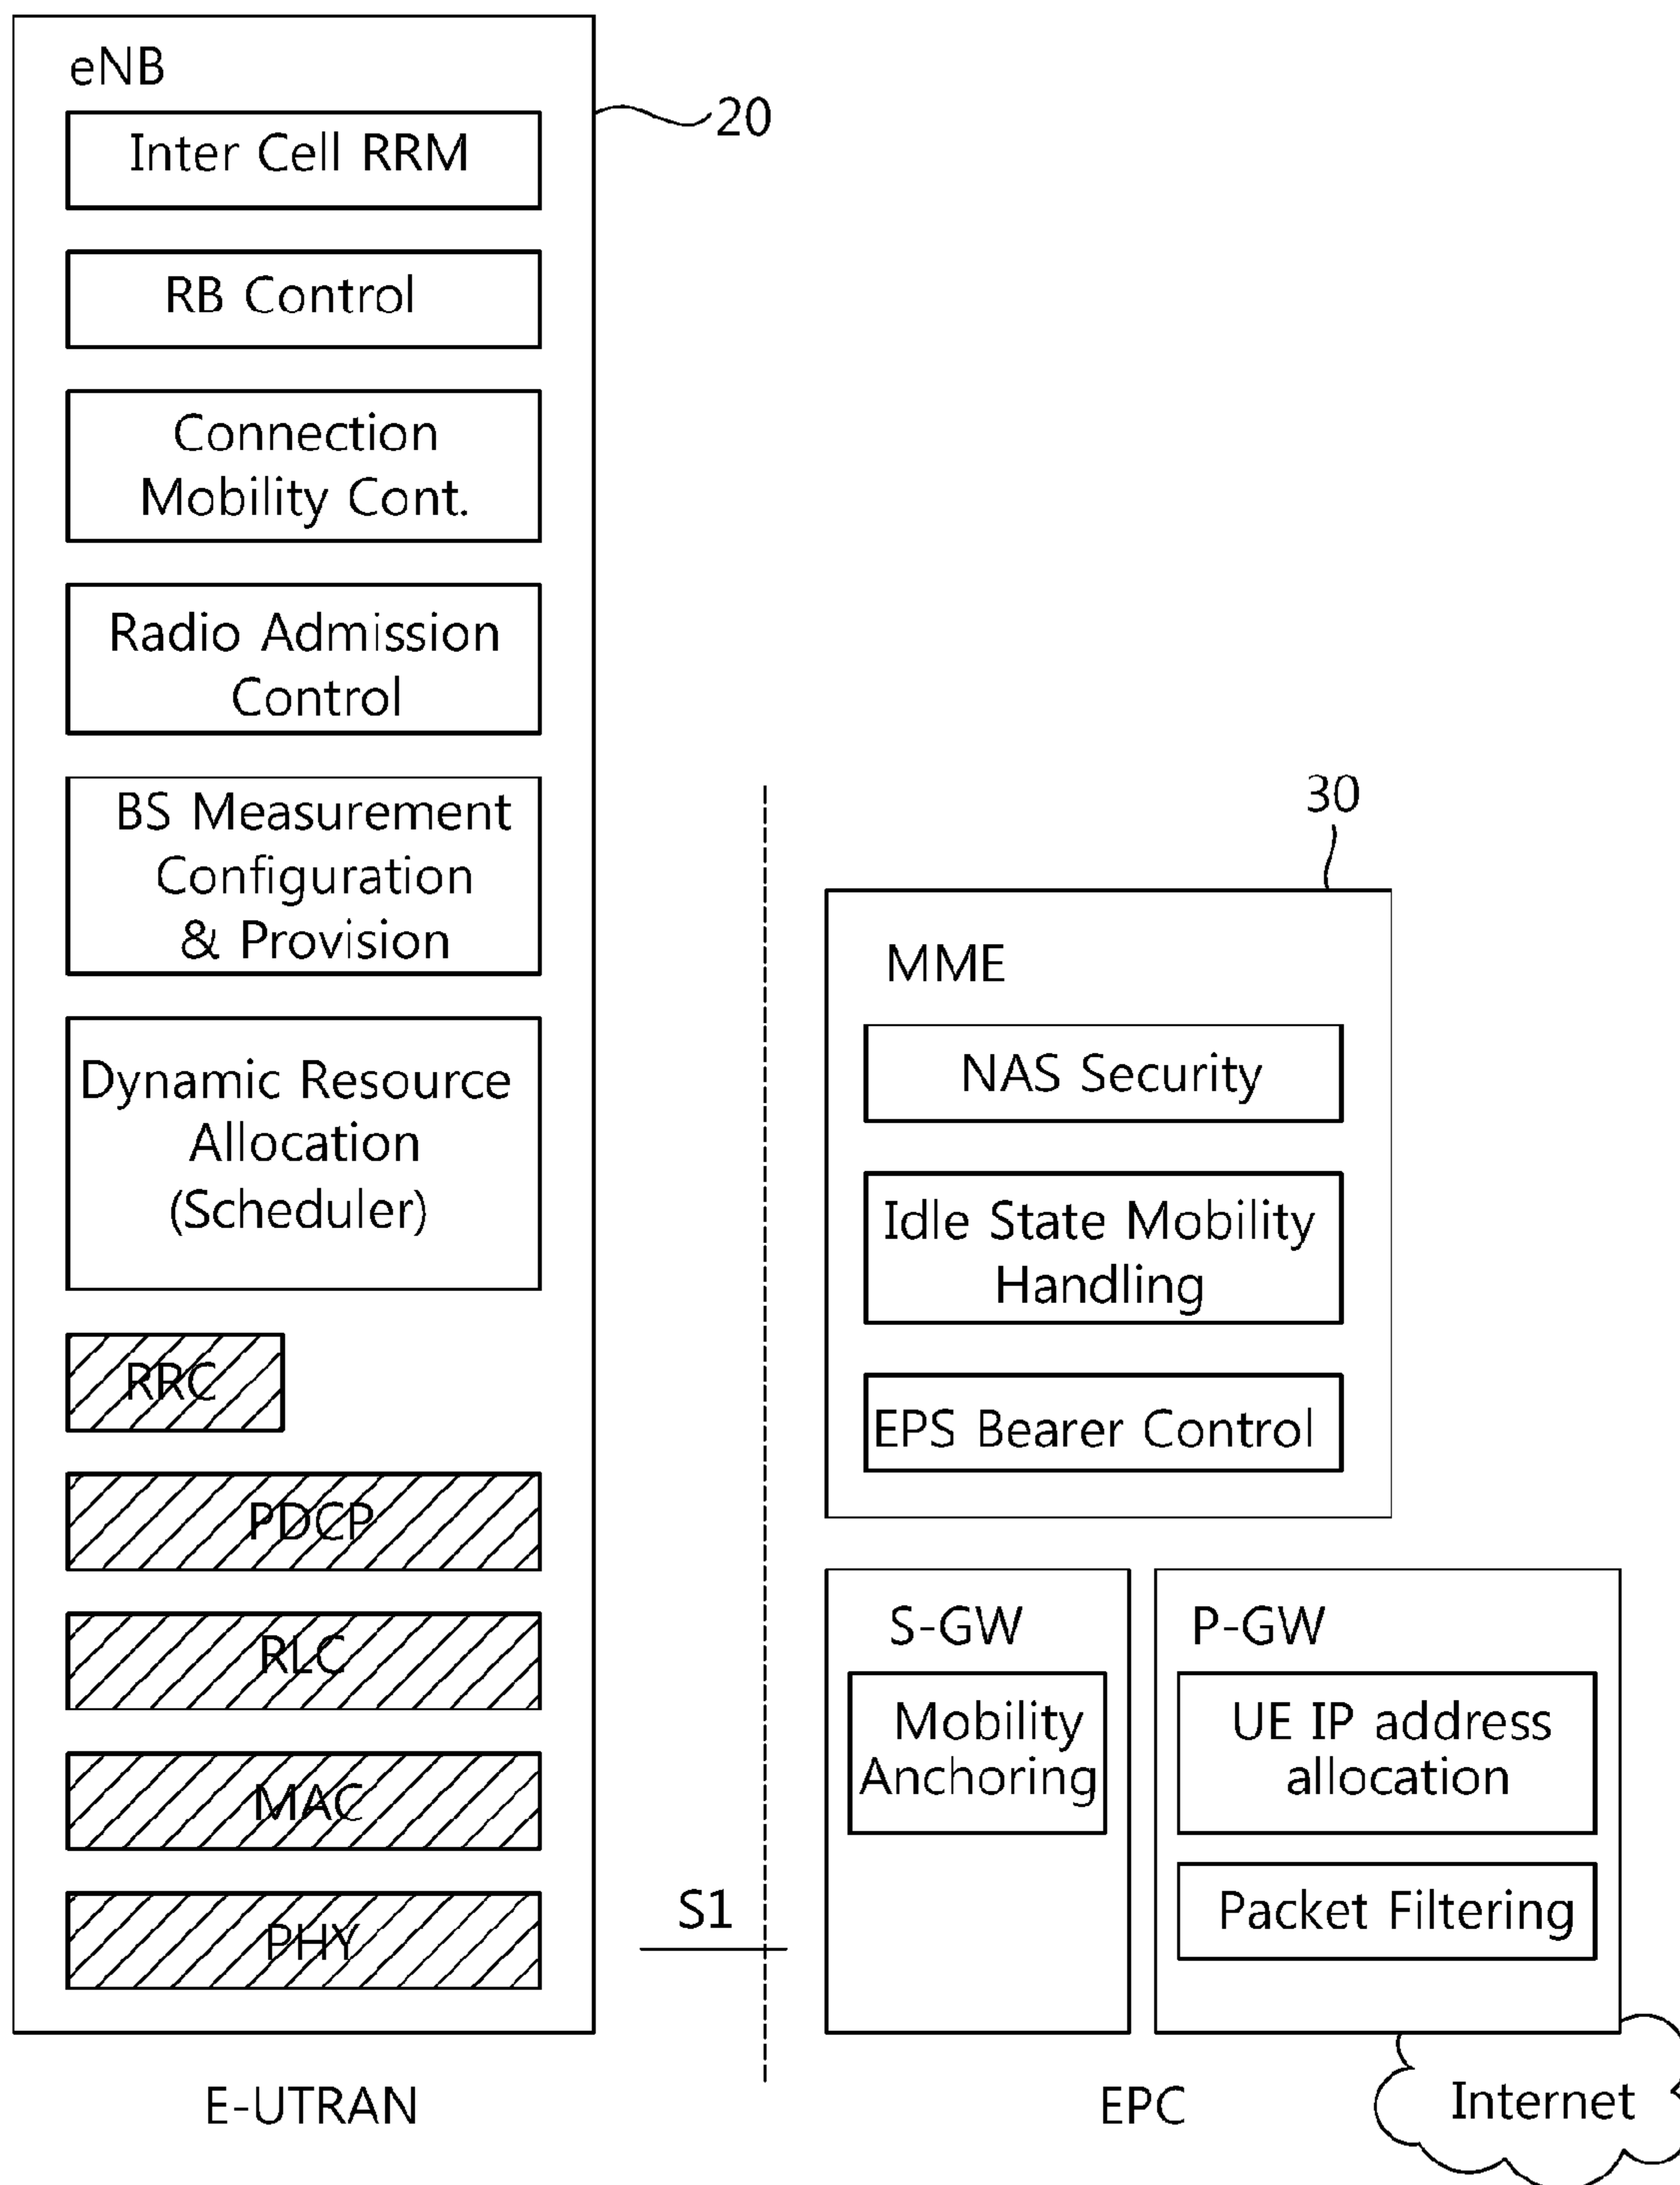 eNB
20
Inter Cell RRM
RB Control
Connection
Mobility Cont.
Radio Admission
Control
BS Measurement
Configuration
& Provision
Dynamic Resource
Allocation
(Scheduler)
RRC
PDCP
RLC
MAC
PHY
S1
E-UTRAN
30
MME
NAS Security
Idle State Mobility
Handling
EPS Bearer Control
S-GW
Mobility
Anchoring
P-GW
UE IP address
allocation
Packet Filtering
EPC
Internet